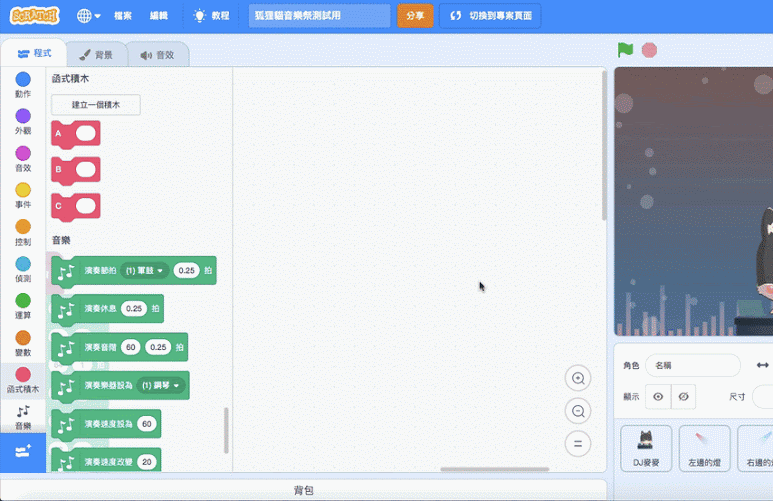 SCRATCH
檔案
編輯
教程
狐狸貓音樂祭測試用
分享
切換到專案頁面
程式
背景
音效
動作
外觀
音效
事件
控制
偵測
運算
變數
函式積木
音樂
函式積木
建立一個積木
A
B
C
音樂
演奏節拍 (1) 軍鼓 0.25 拍
演奏休息 0.25 拍
演奏音階 60 0.25 拍
演奏樂器設為 (1) 鋼琴
演奏速度設為 60
演奏速度改變 20
背包
角色 名稱
顯示
尺寸
DJ麥麥
左邊的燈
右邊的燈